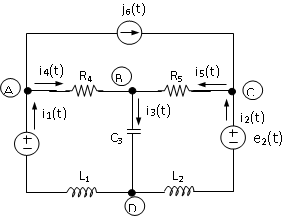 j₆(t)
i₄(t) i₅(t)
A R₄ B R₅ C
i₁(t) i₃(t) i₂(t)
C₃ e₂(t)
L₁ L₂
D